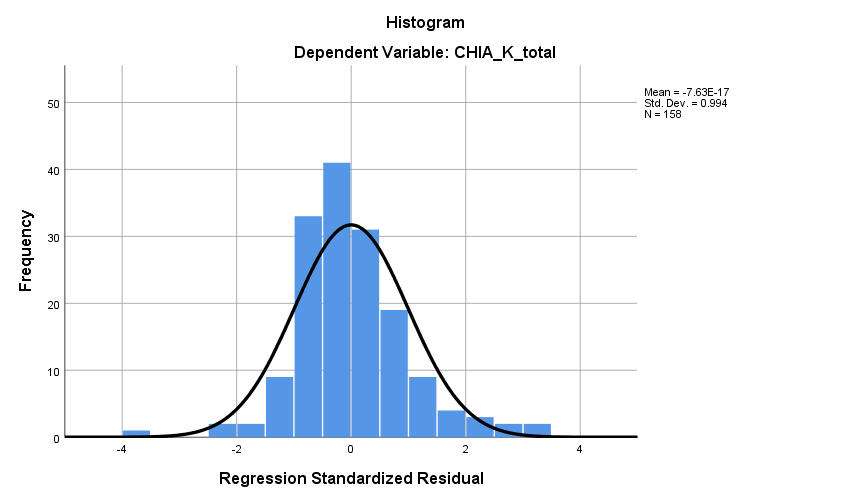 Histogram
Dependent Variable: CHIA_K_total
Mean = -7.63E-17
Std. Dev. = 0.994
N = 158
50
40
30
20
10
0
Frequency
-4
-2
0
2
4
Regression Standardized Residual